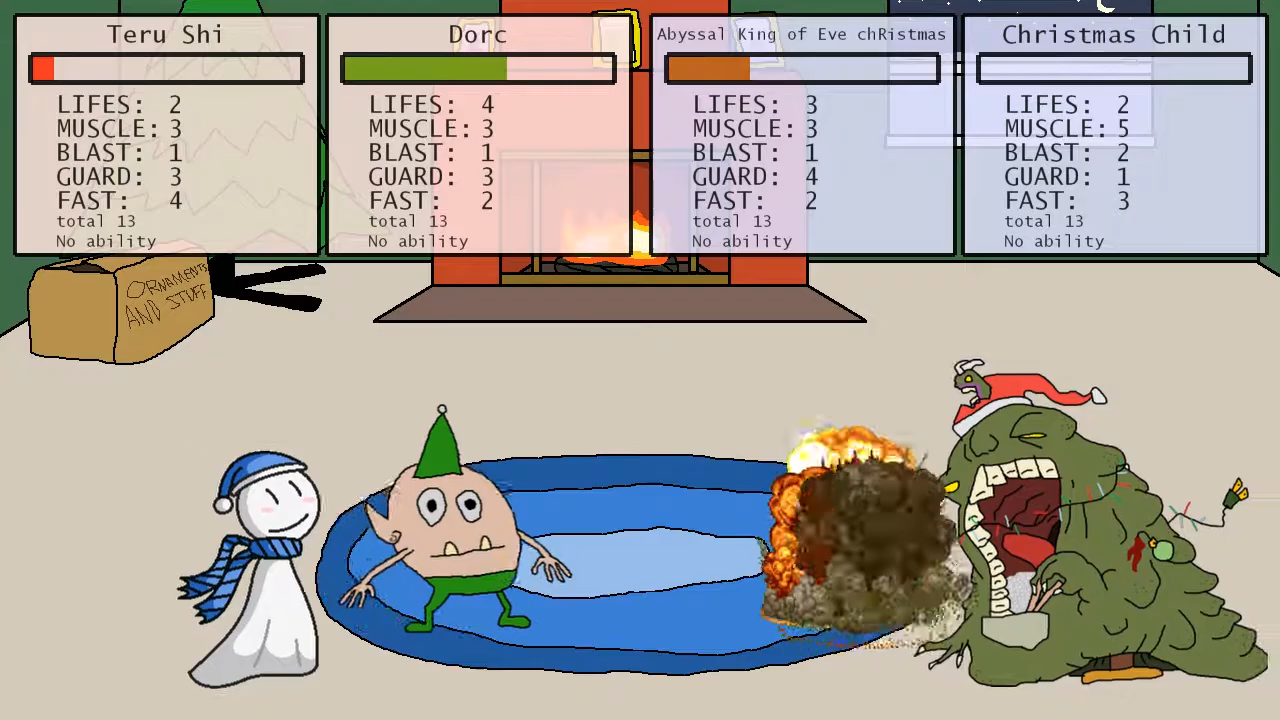 Teru Shi
LIFES: 2
MUSCLE: 3
BLAST: 1
GUARD: 3
FAST: 4
total 13
No ability
Dorc
LIFES: 4
MUSCLE: 3
BLAST: 1
GUARD: 3
FAST: 2
total 13
No ability
Abyssal King of Eve chRistmas
LIFES: 3
MUSCLE: 3
BLAST: 1
GUARD: 4
FAST: 2
total 13
No ability
Christmas Child
LIFES: 2
MUSCLE: 5
BLAST: 2
GUARD: 1
FAST: 3
total 13
No ability
ORNAMENTS
AND STUFF